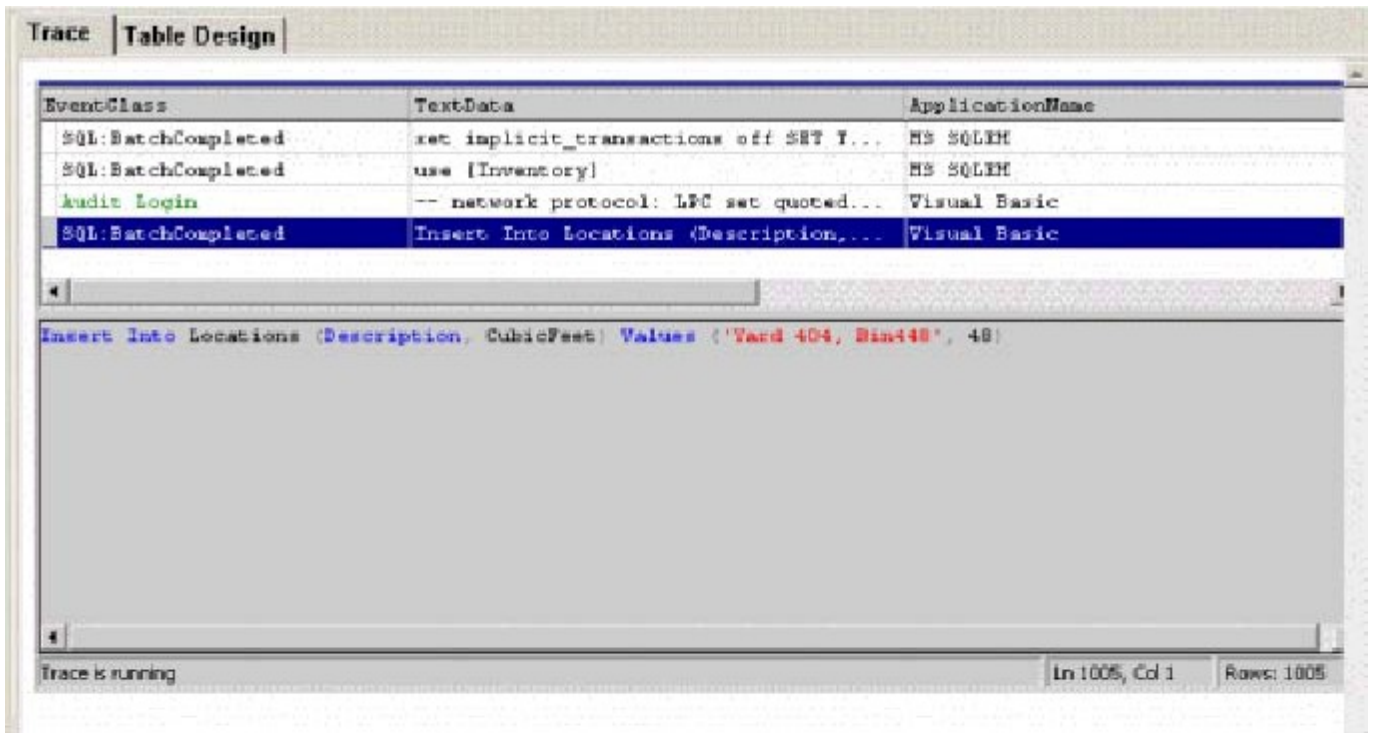 Trace Table Design
EventClass TextData ApplicationName
SQL:BatchCompleted set implicit_transactions off SET T... MS SQLEM
SQL:BatchCompleted use [Inventory] MS SQLEM
Audit Login -- network protocol: LPC set quoted... Visual Basic
SQL:BatchCompleted Insert Into Locations (Description,... Visual Basic
Insert Into Locations (Description, CubicFeet) Values ('Yard 404, Bin448', 48)
Trace is running Ln 1005, Col 1 Rows: 1005